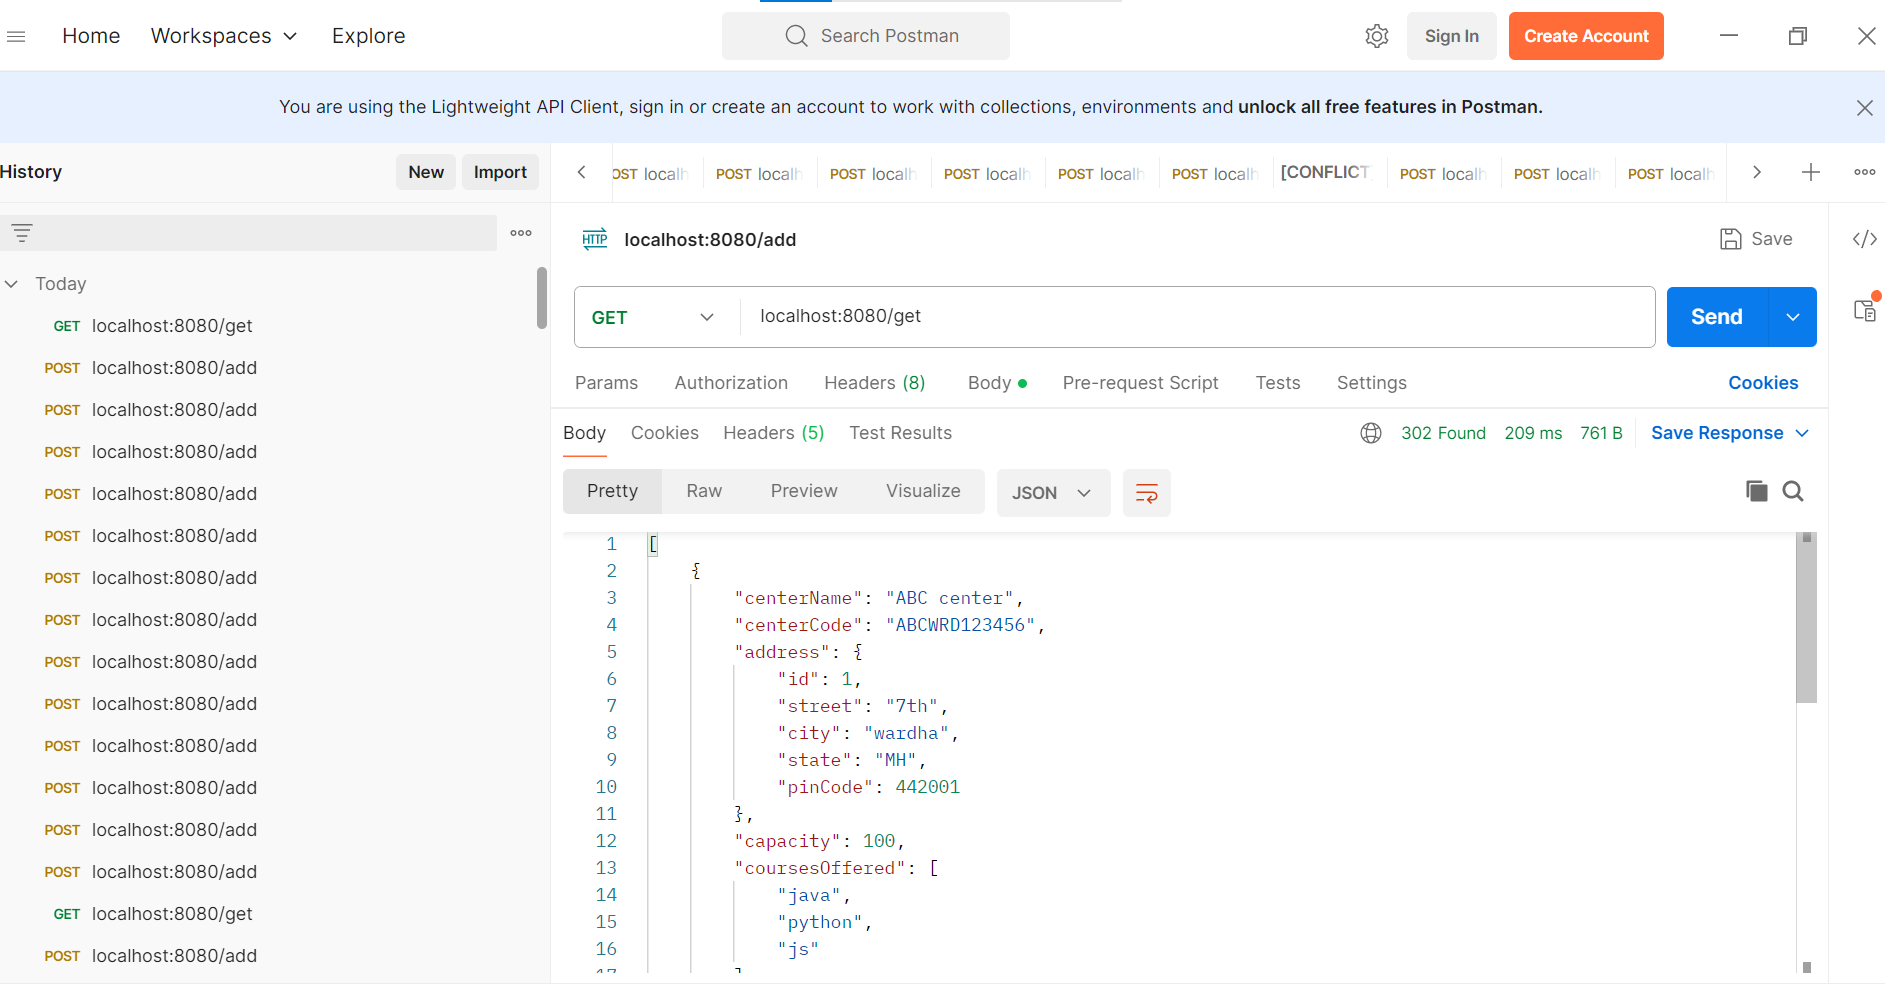 Home Workspaces Explore Search Postman Sign In Create Account
You are using the Lightweight API Client, sign in or create an account to work with collections, environments and unlock all free features in Postman.
History New Import
OST localh POST localh POST localh POST localh POST localh POST localh [CONFLICT] POST localh POST localh POST localh
HTTP localhost:8080/add Save </>
Today
GET localhost:8080/get
POST localhost:8080/add
POST localhost:8080/add
POST localhost:8080/add
POST localhost:8080/add
POST localhost:8080/add
POST localhost:8080/add
POST localhost:8080/add
POST localhost:8080/add
POST localhost:8080/add
POST localhost:8080/add
POST localhost:8080/add
POST localhost:8080/add
POST localhost:8080/add
GET localhost:8080/get
POST localhost:8080/add
GET localhost:8080/get Send
Params Authorization Headers (8) Body Pre-request Script Tests Settings Cookies
Body Cookies Headers (5) Test Results 302 Found 209 ms 761 B Save Response
Pretty Raw Preview Visualize JSON
1 [
2 {
3 "centerName": "ABC center",
4 "centerCode": "ABCWRD123456",
5 "address": {
6 "id": 1,
7 "street": "7th",
8 "city": "wardha",
9 "state": "MH",
10 "pinCode": 442001
11 },
12 "capacity": 100,
13 "coursesOffered": [
14 "java",
15 "python",
16 "js"
17 ]